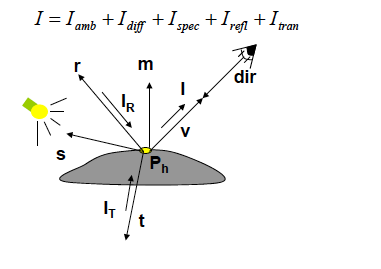 I = I_amb + I_diff + I_spec + I_refl + I_tran
r
m
I
dir
I_R
v
s
P_h
I_T
t